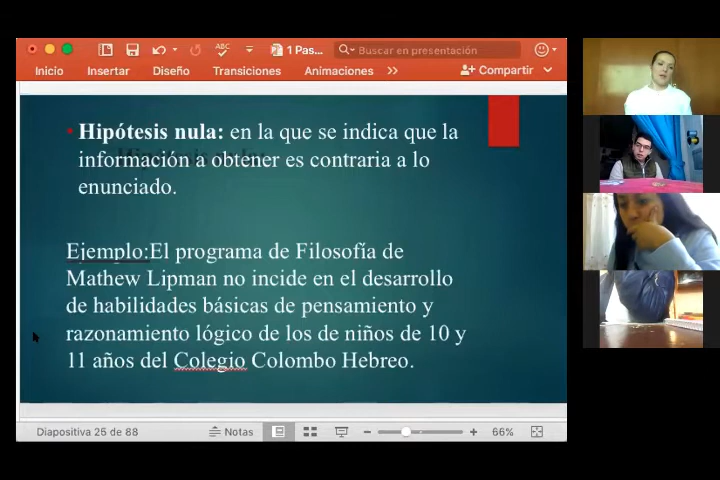 ABC
1 Pas...
Buscar en presentación
Inicio
Insertar
Diseño
Transiciones
Animaciones
Compartir
Hipótesis nula: en la que se indica que la
información a obtener es contraria a lo
enunciado.
Ejemplo:El programa de Filosofía de
Mathew Lipman no incide en el desarrollo
de habilidades básicas de pensamiento y
razonamiento lógico de los de niños de 10 y
11 años del Colegio Colombo Hebreo.
Diapositiva 25 de 88
Notas
66%